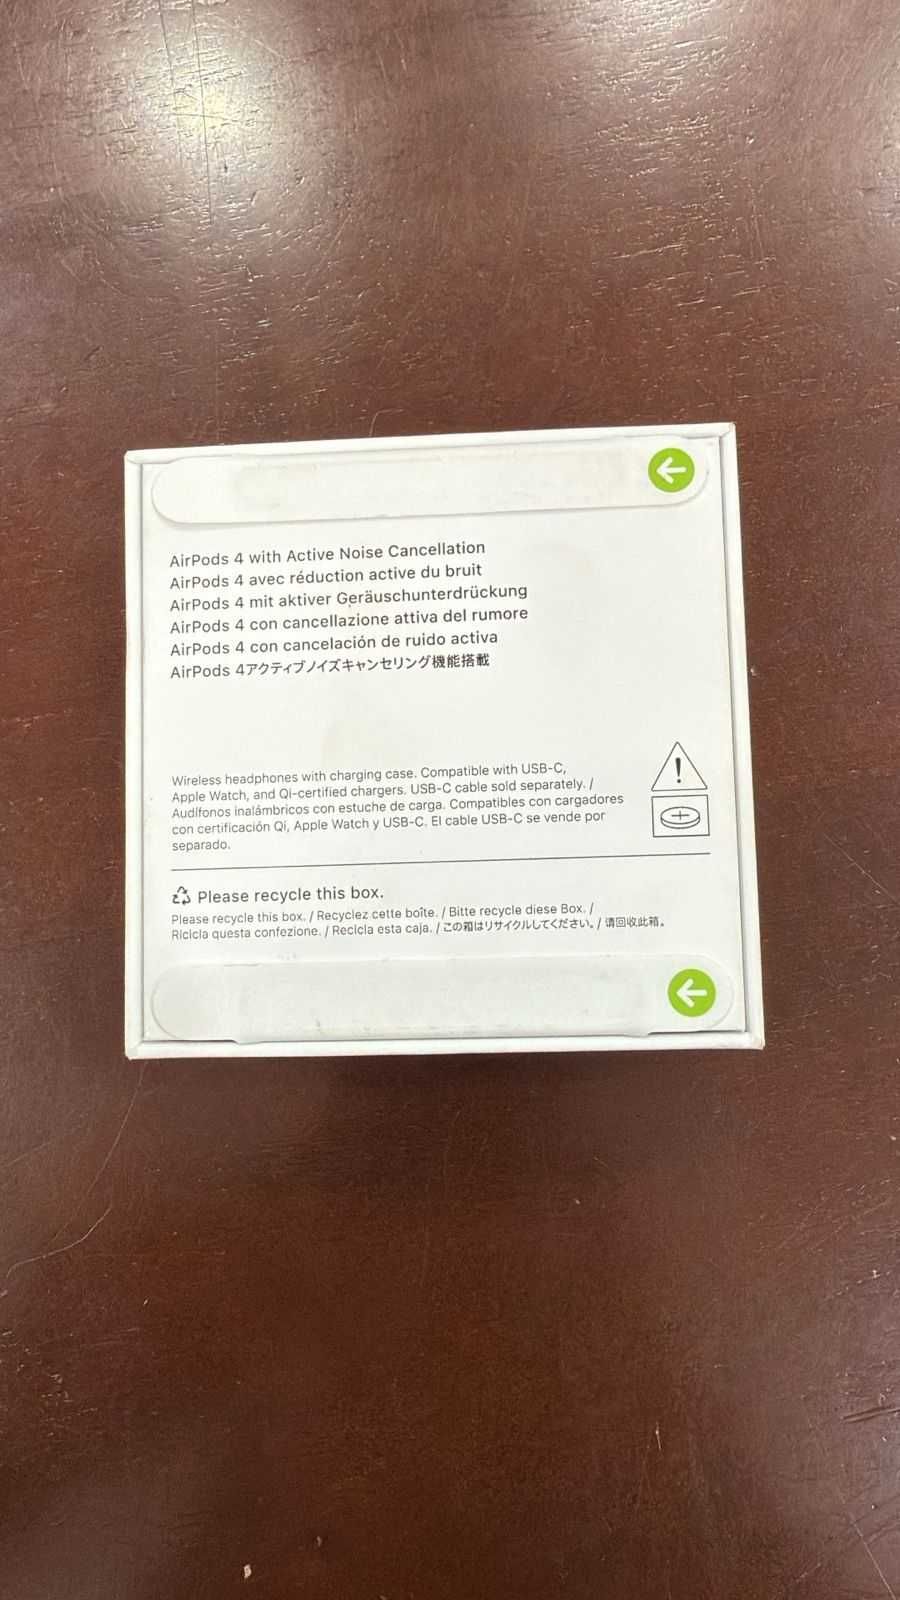 AirPods 4 with Active Noise Cancellation
AirPods 4 avec réduction active du bruit
AirPods 4 mit aktiver Geräuschunterdrückung
AirPods 4 con cancellazione attiva del rumore
AirPods 4 con cancelación de ruido activa
AirPods 4アクティブノイズキャンセリング機能搭載
Wireless headphones with charging case. Compatible with USB-C,
Apple Watch, and Qi-certified chargers. USB-C cable sold separately. /
Audífonos inalámbricos con estuche de carga. Compatibles con cargadores
con certificación Qi, Apple Watch y USB-C. El cable USB-C se vende por
separado.
Please recycle this box.
Please recycle this box. / Recyclez cette boîte. / Bitte recycle diese Box. /
Ricicla questa confezione. / Recicla esta caja. / この箱はリサイクルしてください。/ 请回收此箱。